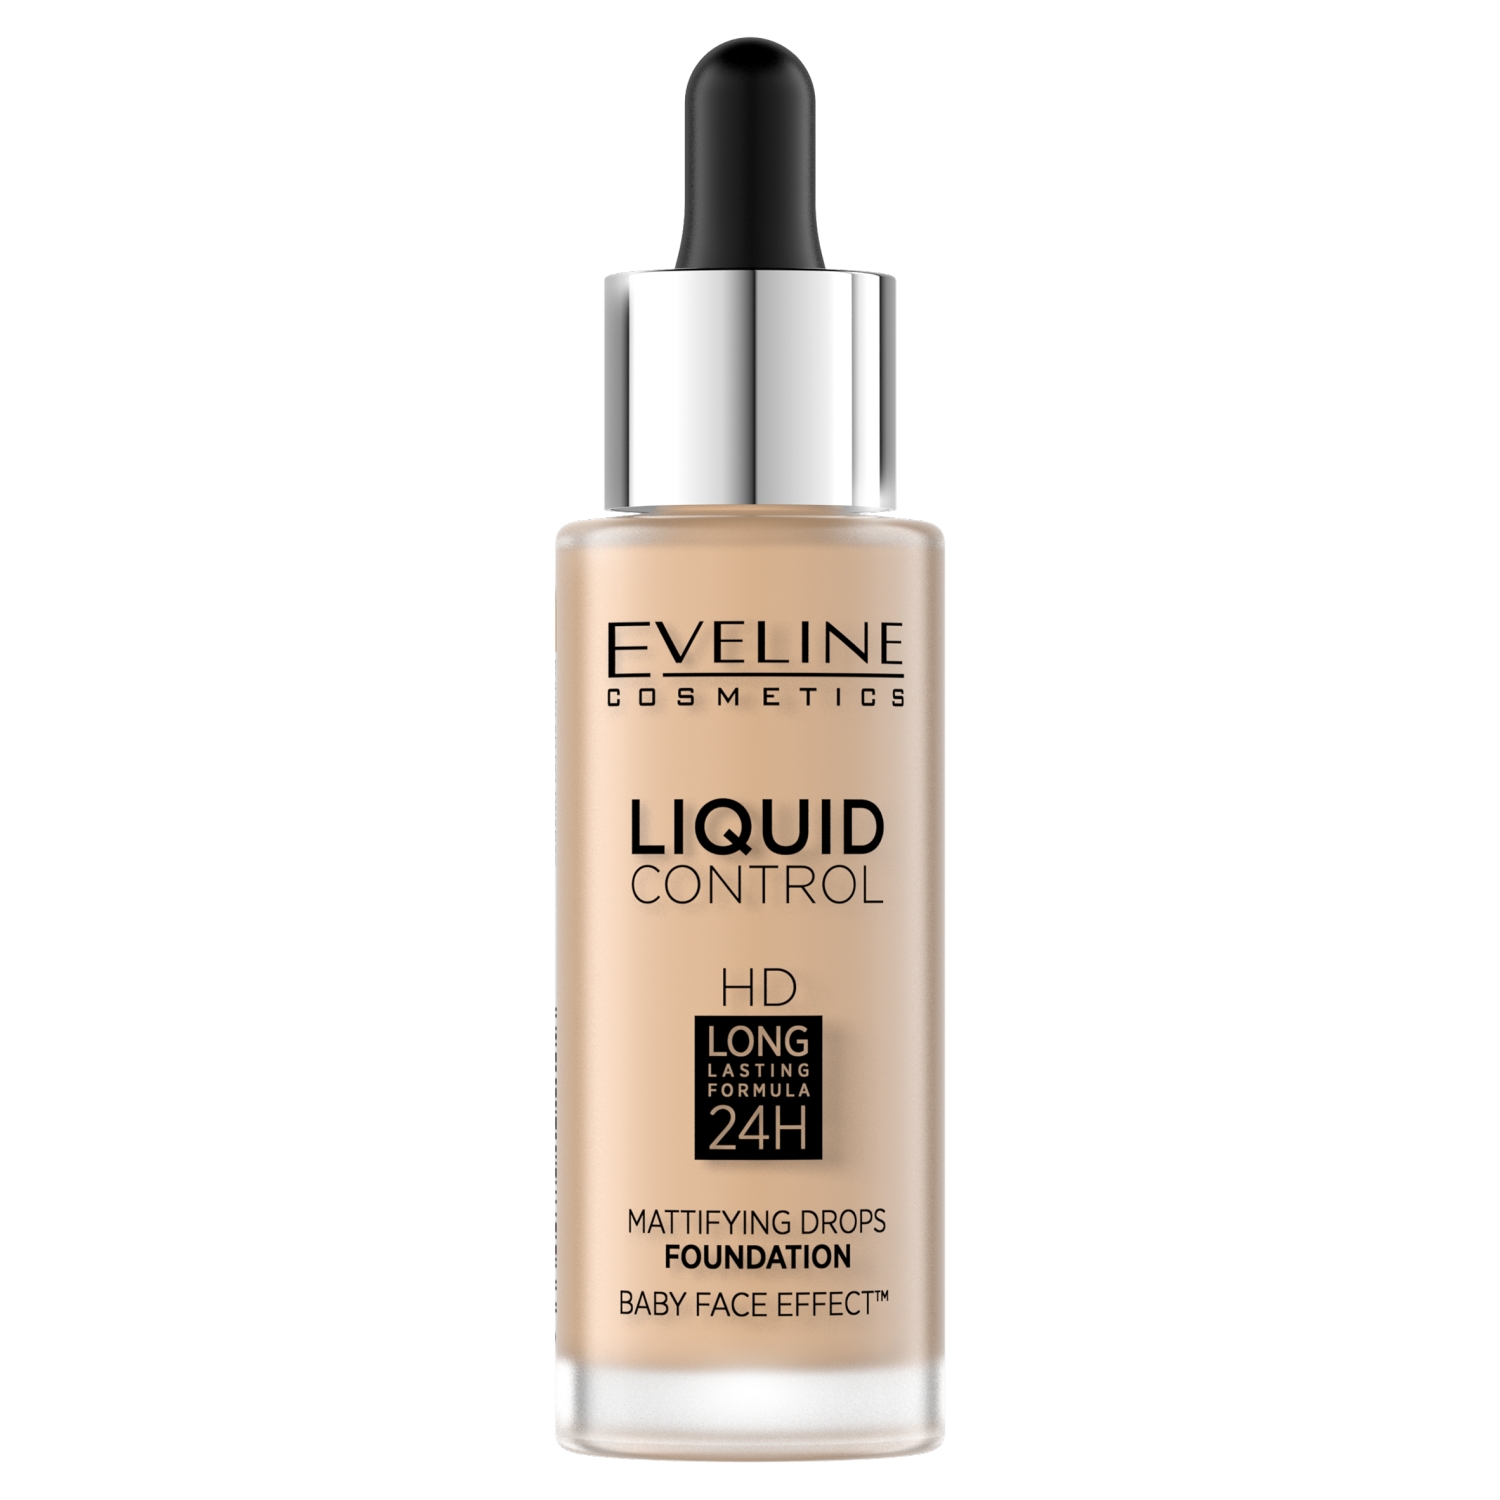 EVELINE
COSMETICS
LIQUID
CONTROL
HD
LONG
LASTING
FORMULA
24H
MATTIFYING DROPS
FOUNDATION
BABY FACE EFFECT™